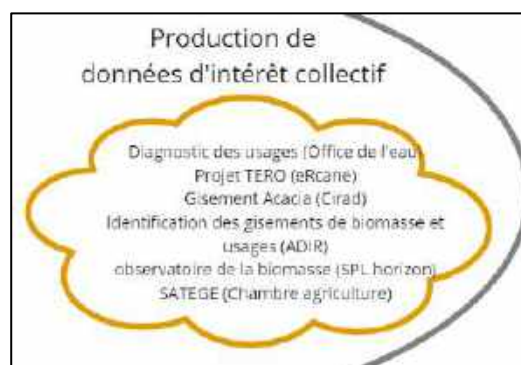 Production de
données d'intérêt collectif
Diagnostic des usages (Office de l'eau)
Projet TERO (eRcane)
Gisement Acacia (Cirad)
Identification des gisements de biomasse et
usages (ADIR)
observatoire de la biomasse (SPL horizon)
SATEGE (Chambre agriculture)